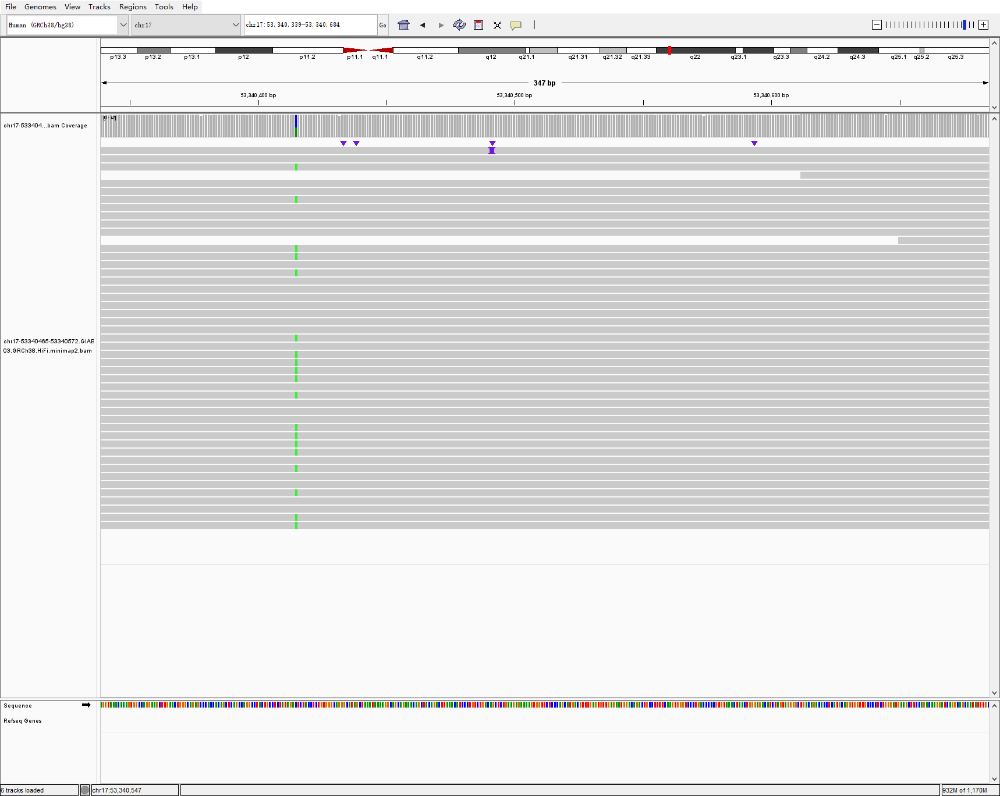 File Genomes View Tracks Regions Tools Help
Human (GRCh38/hg38) chr17 chr17:53,340,339-53,340,684 Go
p13.3 p13.2 p13.1 p12 p11.2 p11.1 q11.1 q11.2 q12 q21.1 q21.31 q21.32 q21.33 q22 q23.1 q23.3 q24.2 q24.3 q25.1 q25.2 q25.3
347 bp
53,340,400 bp 53,340,500 bp 53,340,600 bp
[0 - 47]
chr17-533404...bam Coverage
chr17-53340465-53340572.GIAB
03.GRCh38.HiFi.minimap2.bam
Sequence
Refseq Genes
6 tracks loaded chr17:53,340,547 932M of 1,170M